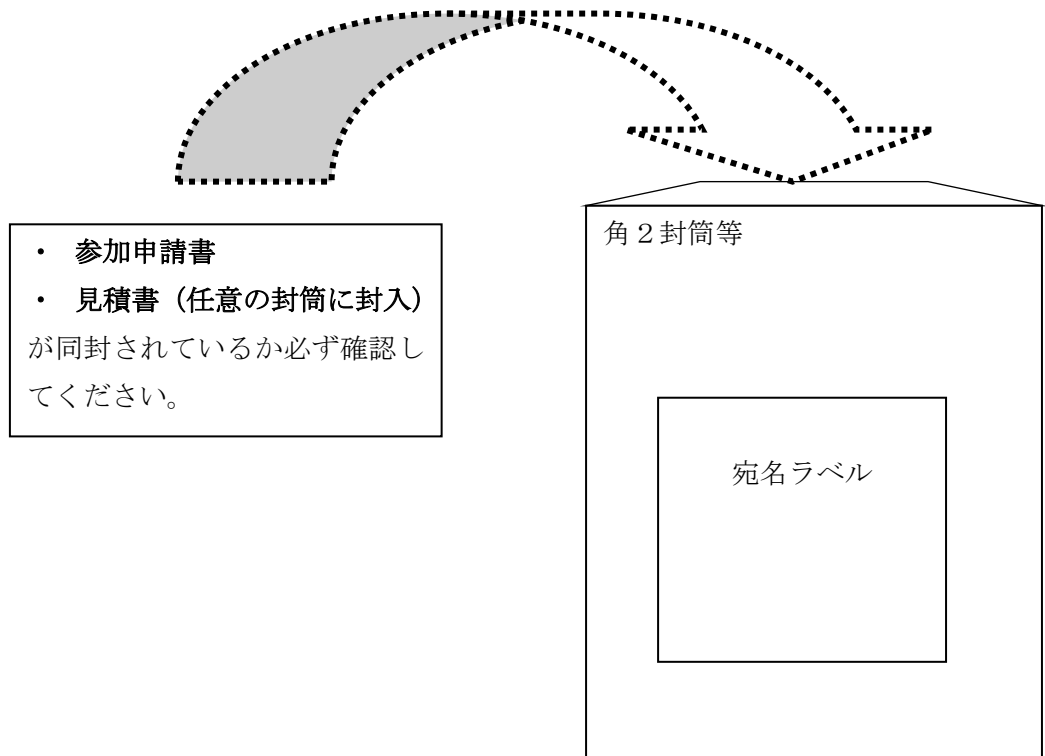 ・　参加申請書
・　見積書（任意の封筒に封入）
が同封されているか必ず確認し
てください。
角２封筒等
宛名ラベル